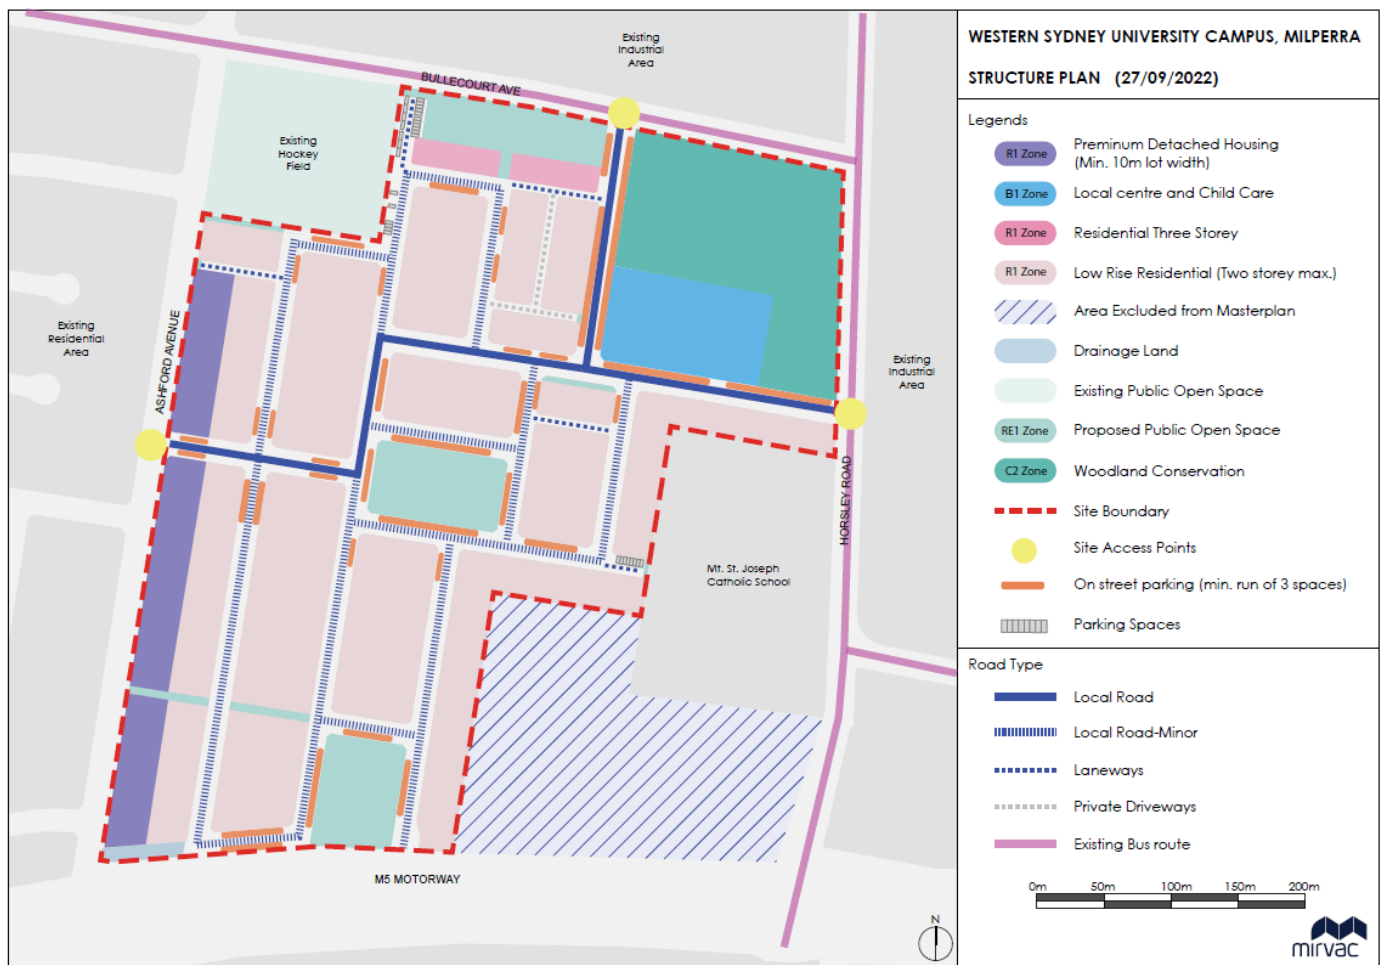 Existing
Industrial
Area
BULLECOURT AVE
Existing
Hockey
Field
ASHFORD AVENUE
Existing
Residential
Area
Existing
Industrial
Area
HORSLEY ROAD
Mt. St. Joseph
Catholic School
M5 MOTORWAY
N
WESTERN SYDNEY UNIVERSITY CAMPUS, MILPERRA
STRUCTURE PLAN (27/09/2022)
Legends
R1 Zone
Preminum Detached Housing
(Min. 10m lot width)
B1 Zone
Local centre and Child Care
R1 Zone
Residential Three Storey
R1 Zone
Low Rise Residential (Two storey max.)
Area Excluded from Masterplan
Drainage Land
Existing Public Open Space
RE1 Zone
Proposed Public Open Space
C2 Zone
Woodland Conservation
Site Boundary
Site Access Points
On street parking (min. run of 3 spaces)
Parking Spaces
Road Type
Local Road
Local Road-Minor
Laneways
Private Driveways
Existing Bus route
0m 50m 100m 150m 200m
mirvac